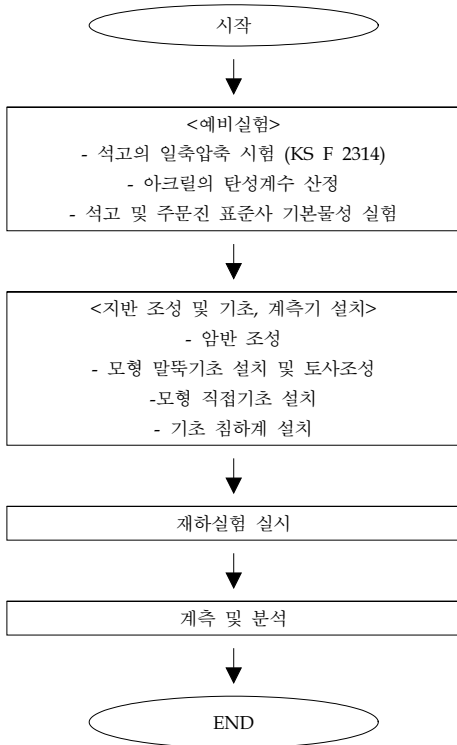 시작
<예비실험>
- 석고의 일축압축 시험 (KS F 2314)
- 아크릴의 탄성계수 산정
- 석고 및 주문진 표준사 기본물성 실험
<지반 조성 및 기초, 계측기 설치>
- 암반 조성
- 모형 말뚝기초 설치 및 토사조성
-모형 직접기초 설치
- 기초 침하계 설치
재하실험 실시
계측 및 분석
END